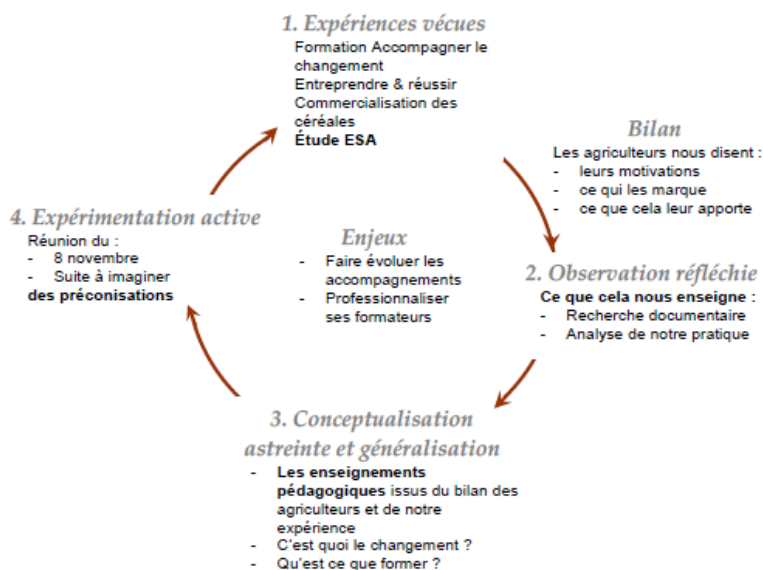 1. Expériences vécues
Formation Accompagner le
changement
Entreprendre & réussir
Commercialisation des
céréales
Étude ESA
Bilan
Les agriculteurs nous disent :
- leurs motivations
- ce qui les marque
- ce que cela leur apporte
2. Observation réfléchie
Ce que cela nous enseigne :
- Recherche documentaire
- Analyse de notre pratique
3. Conceptualisation
astreinte et généralisation
- Les enseignements
pédagogiques issus du bilan des
agriculteurs et de notre
expérience
- C'est quoi le changement ?
- Qu'est ce que former ?
4. Expérimentation active
Réunion du :
- 8 novembre
- Suite à imaginer
des préconisations
Enjeux
- Faire évoluer les
accompagnements
- Professionnaliser
ses formateurs